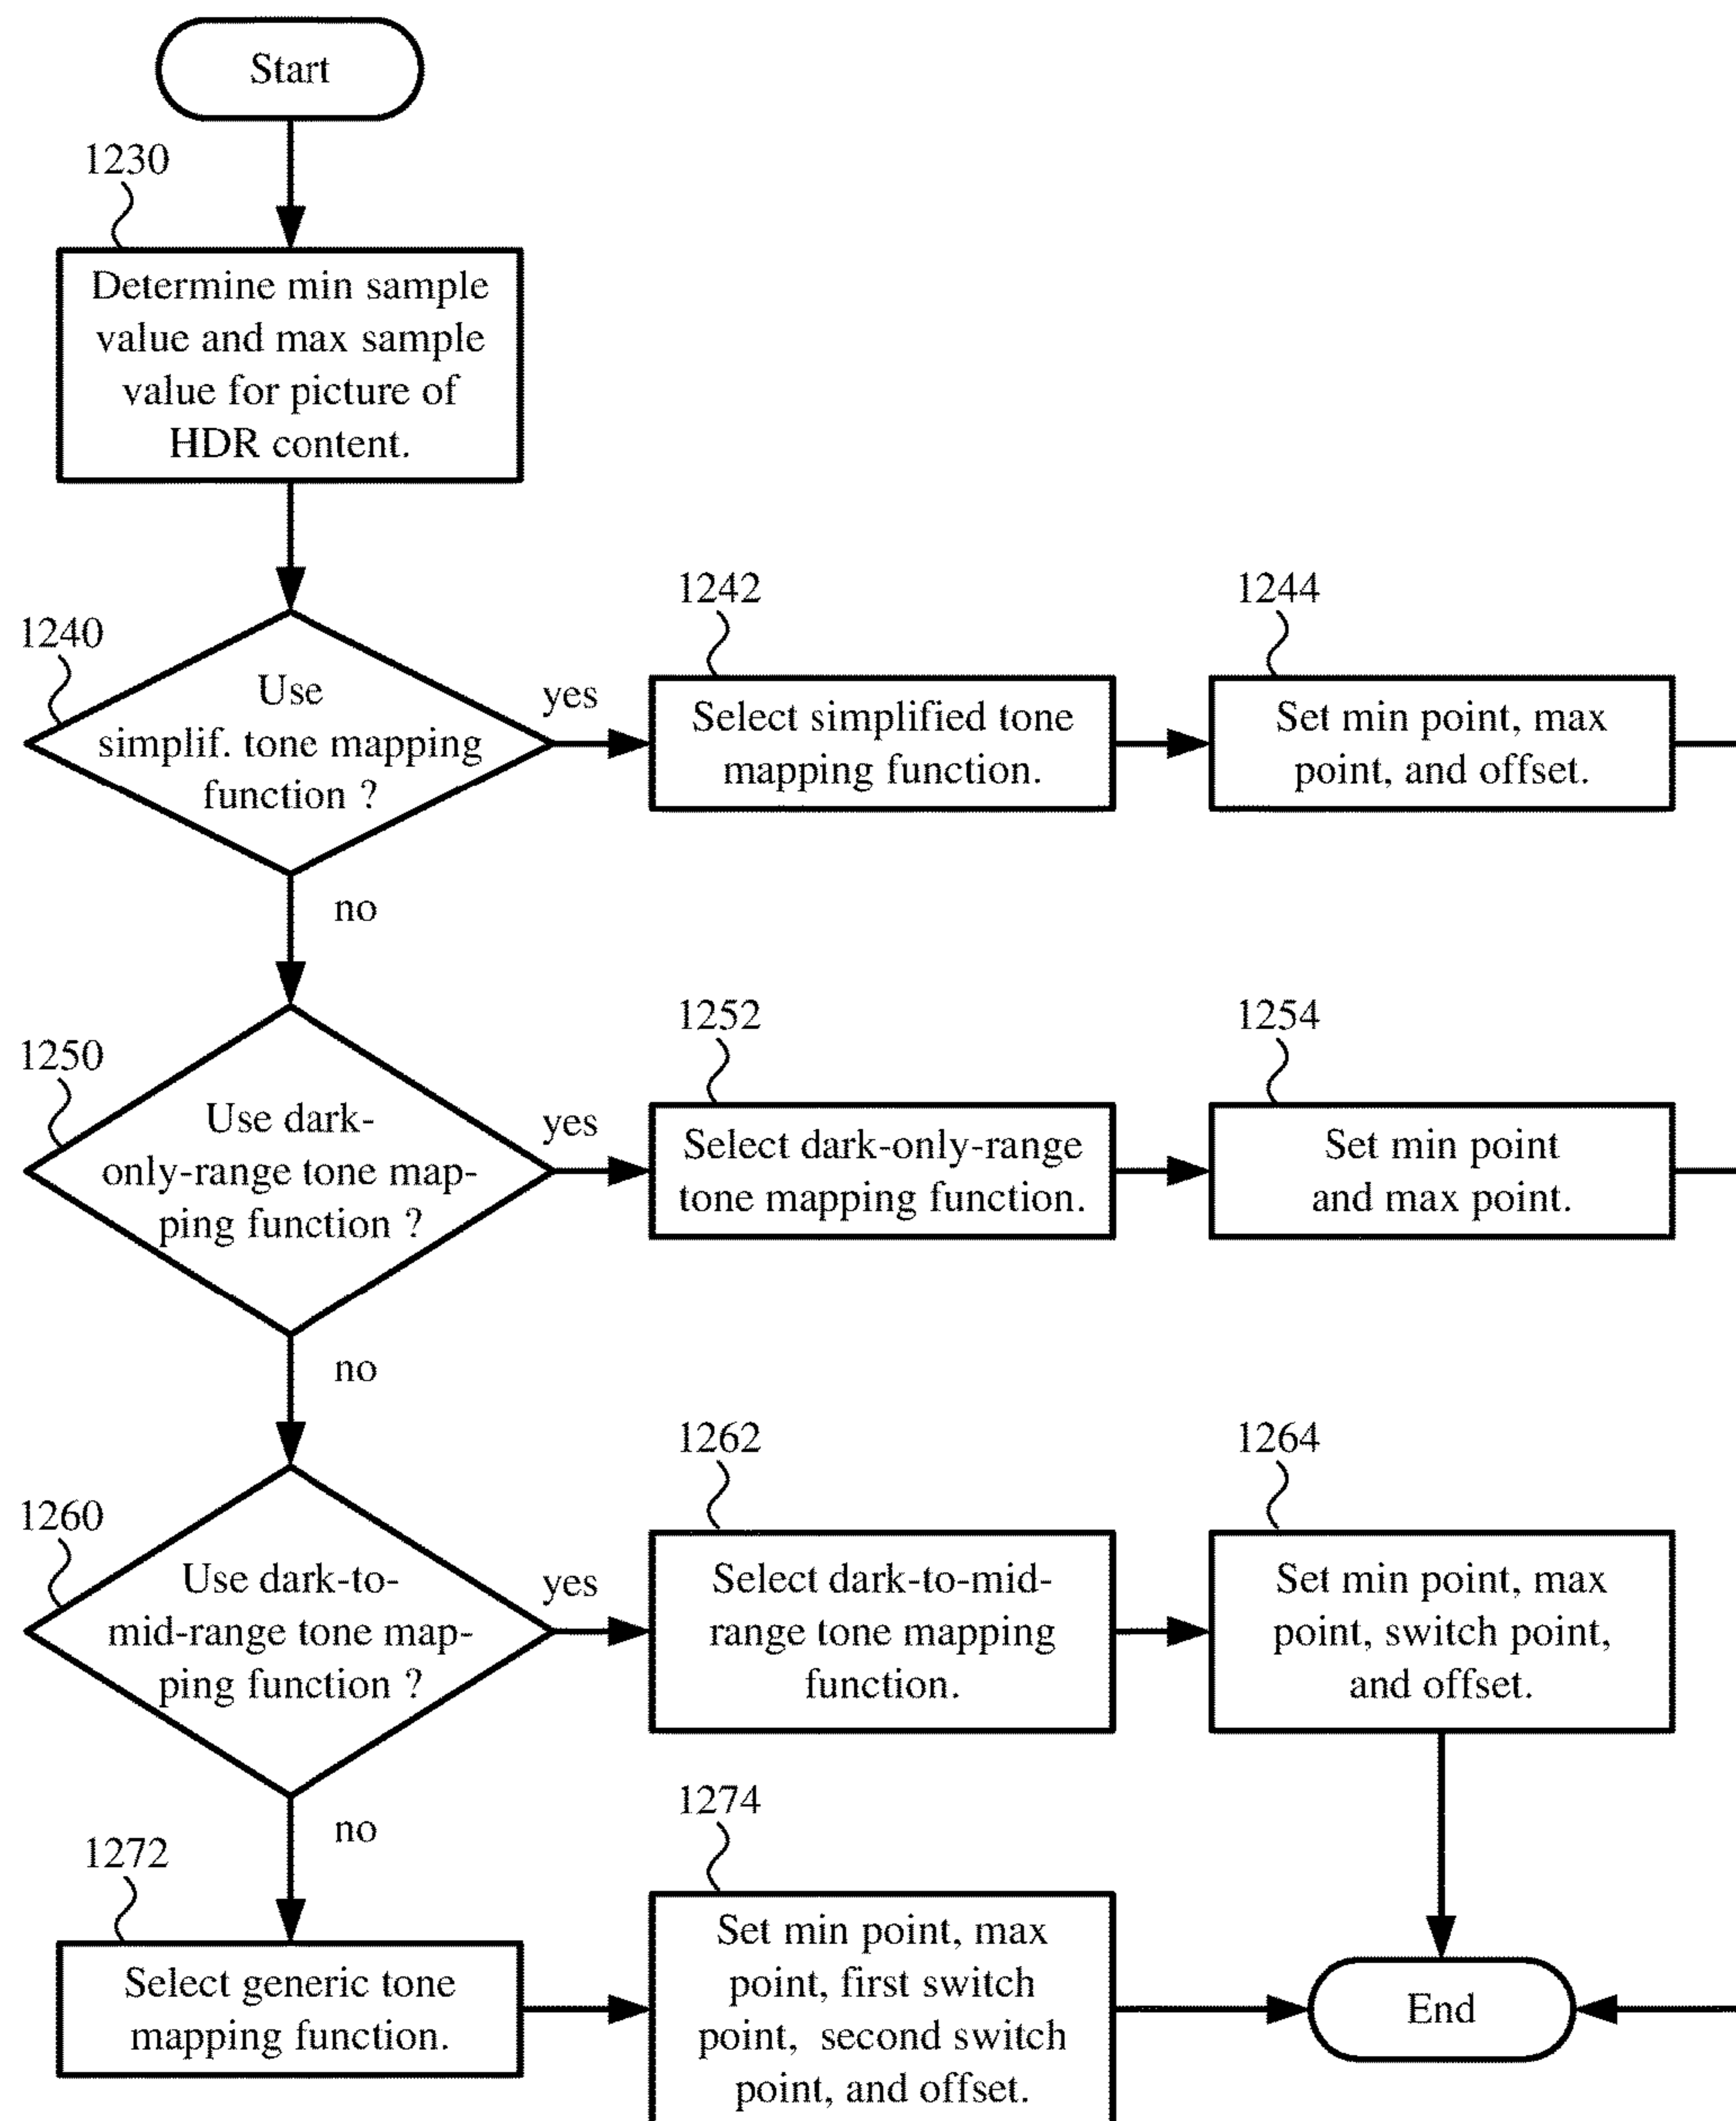 Start
1230
Determine min sample
value and max sample
value for picture of
HDR content.
1240
Use
simplif. tone mapping
function ?
yes
1242
Select simplified tone
mapping function.
1244
Set min point, max
point, and offset.
no
1250
Use dark-
only-range tone map-
ping function ?
yes
1252
Select dark-only-range
tone mapping function.
1254
Set min point
and max point.
no
1260
Use dark-to-
mid-range tone map-
ping function ?
yes
1262
Select dark-to-mid-
range tone mapping
function.
1264
Set min point, max
point, switch point,
and offset.
no
1272
Select generic tone
mapping function.
1274
Set min point, max
point, first switch
point, second switch
point, and offset.
End